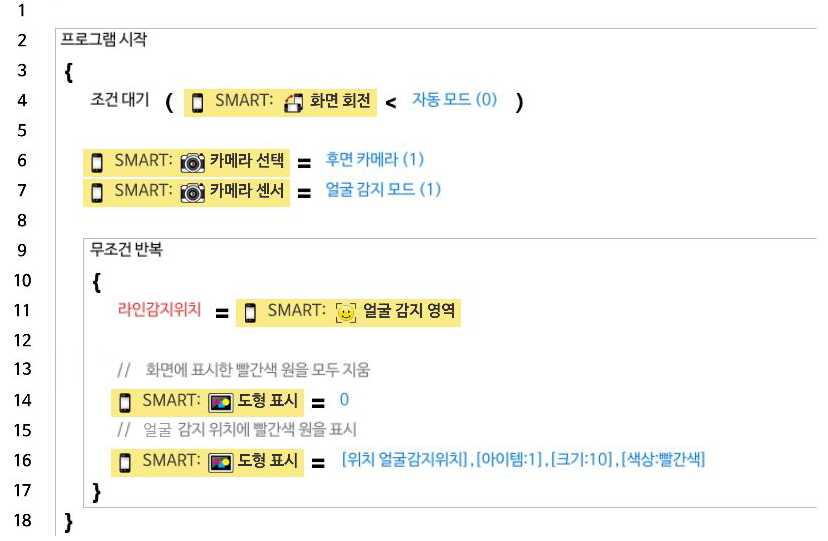 1
2 프로그램 시작
3 {
4 조건 대기 ( SMART: 화면 회전 < 자동 모드 (0) )
5
6 SMART: 카메라 선택 = 후면 카메라 (1)
7 SMART: 카메라 센서 = 얼굴 감지 모드 (1)
8
9 무조건 반복
10 {
11 라인감지위치 = SMART: 얼굴 감지 영역
12
13 // 화면에 표시한 빨간색 원을 모두 지움
14 SMART: 도형 표시 = 0
15 // 얼굴 감지 위치에 빨간색 원을 표시
16 SMART: 도형 표시 = [위치 얼굴감지위치],[아이템:1],[크기:10],[색상:빨간색]
17 }
18 }